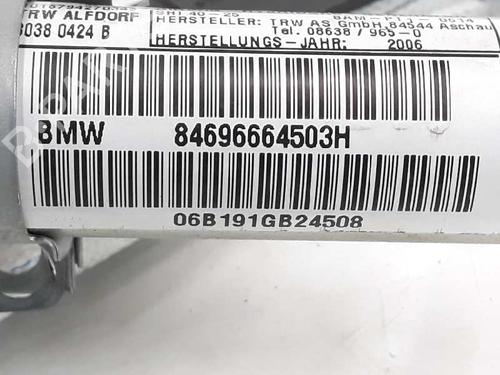 TRW ALFDORF
0424 B
HERSTELLER: TRW AS GmbH, 84544 Aschau
Tel. 08638/ 965-0
HERSTELLUNGS-JAHR: 2006
BMW 84696664503H
06B191GB24508